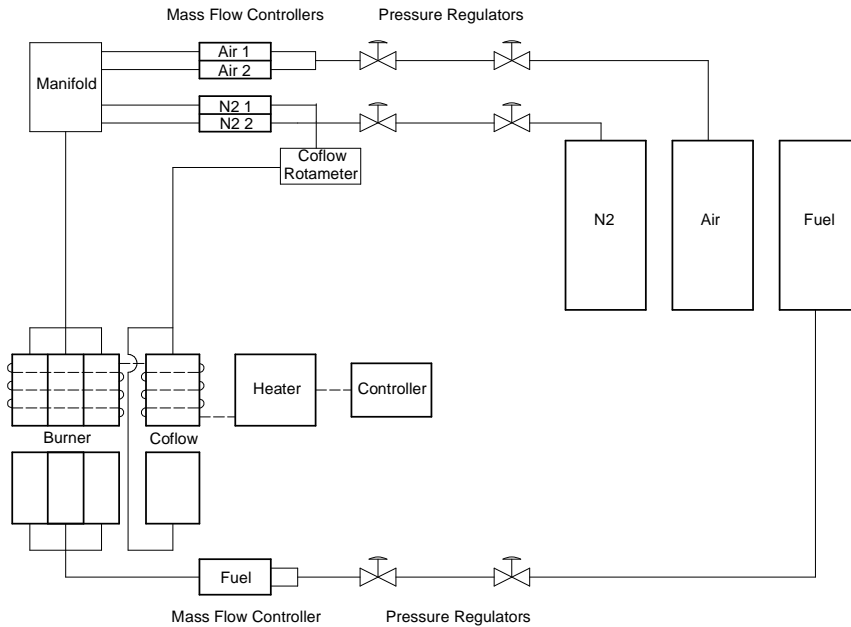 Mass Flow Controllers
Pressure Regulators
Manifold
Air 1
Air 2
N2 1
N2 2
Coflow
Rotameter
N2
Air
Fuel
Heater
Controller
Burner
Coflow
Fuel
Mass Flow Controller
Pressure Regulators